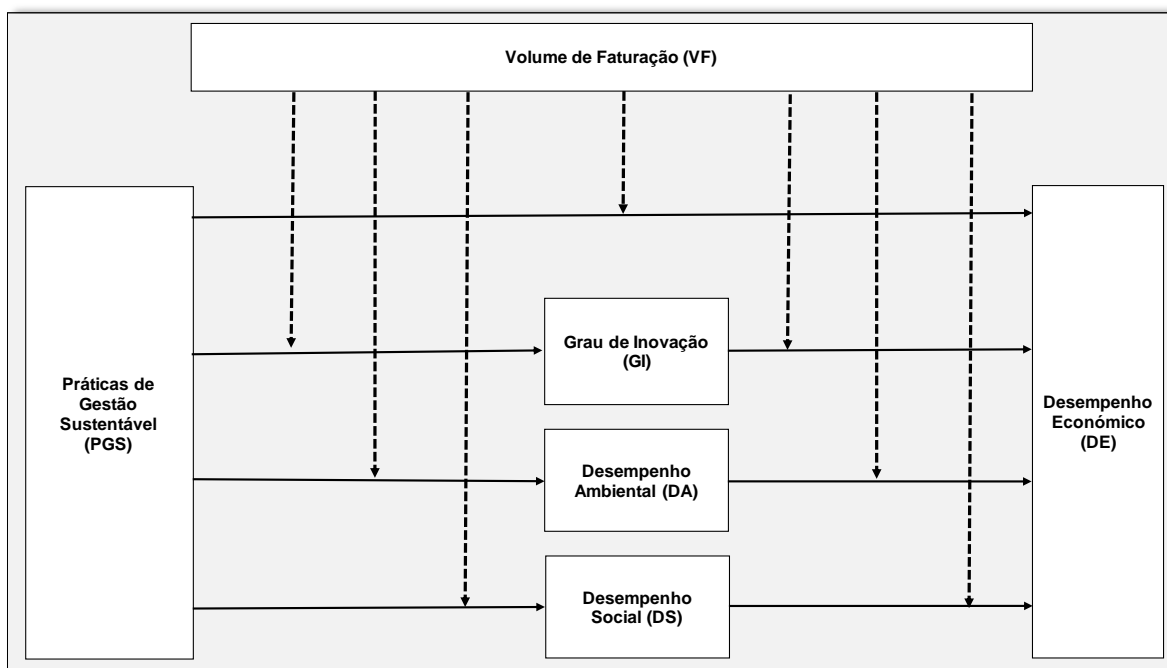 Volume de Faturação (VF)
Práticas de
Gestão
Sustentável
(PGS)
Grau de Inovação
(GI)
Desempenho
Ambiental (DA)
Desempenho
Social (DS)
Desempenho
Económico
(DE)